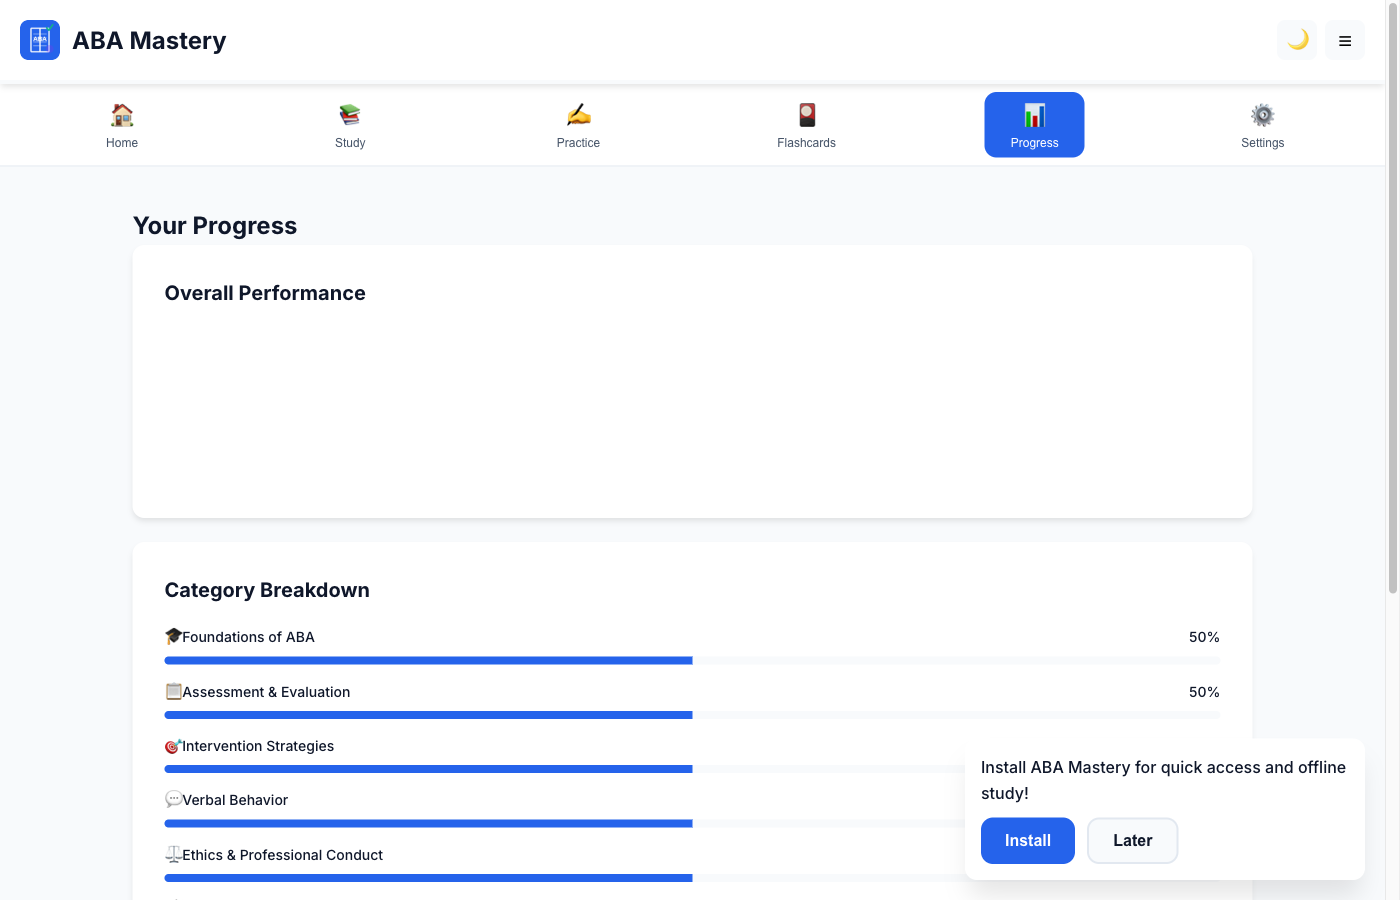 ABA
ABA Mastery
Home
Study
Practice
Flashcards
Progress
Settings
Your Progress
Overall Performance
Category Breakdown
Foundations of ABA
50%
Assessment & Evaluation
50%
Intervention Strategies
Verbal Behavior
Ethics & Professional Conduct
Install ABA Mastery for quick access and offline
study!
Install
Later